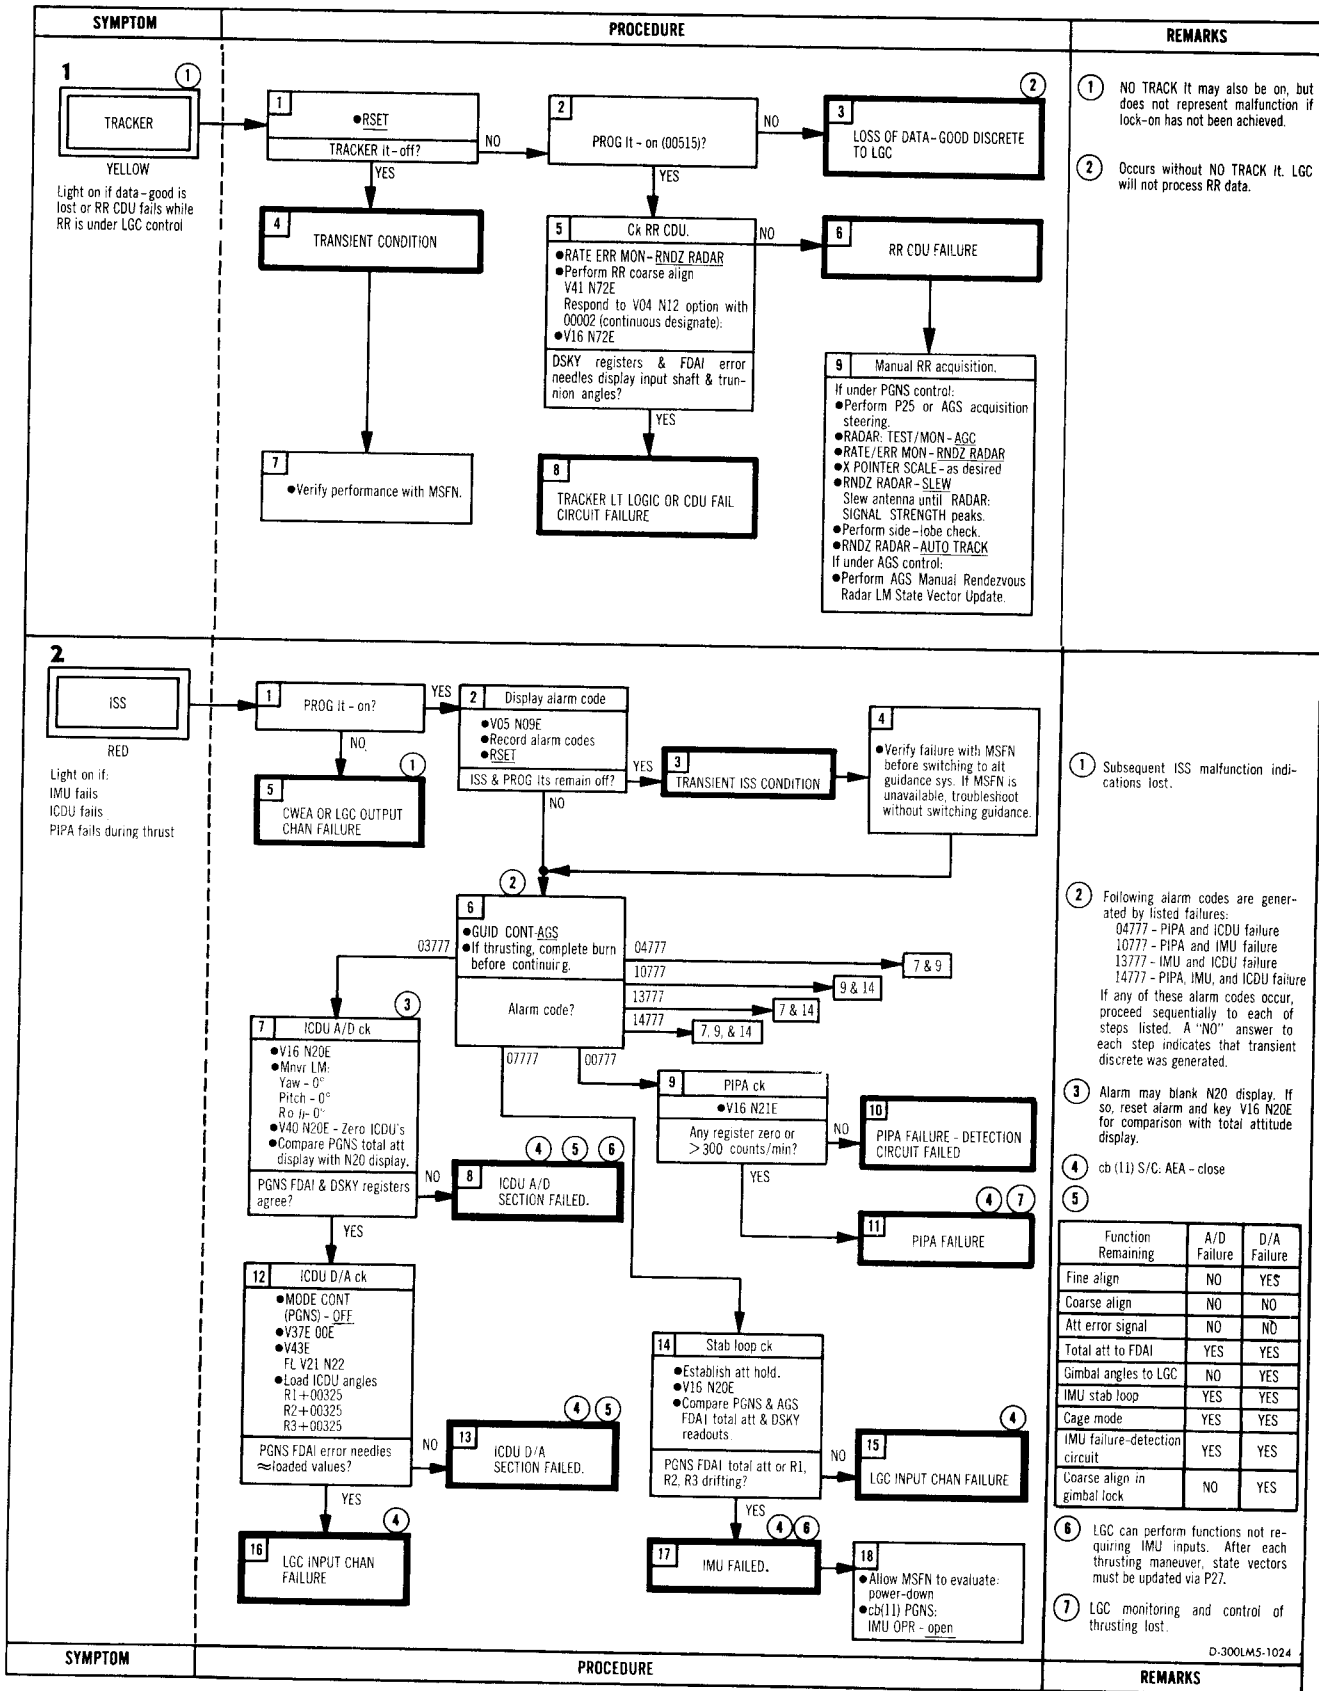 SYMPTOM
PROCEDURE
REMARKS
1
1
TRACKER
YELLOW
Light on if data-good is
lost or RR CDU fails while
RR is under LGC control
1
●RSET
TRACKER lt-off?
NO
YES
2
PROG lt - on (00515)?
NO
YES
2
3
LOSS OF DATA-GOOD DISCRETE
TO LGC
4
TRANSIENT CONDITION
5
Ck RR CDU.
●RATE ERR MON-RNDZ RADAR
●Perform RR coarse align
V41 N72E
Respond to V04 N12 option with
00002 (continuous designate):
●V16 N72E
DSKY registers & FDAI error
needles display input shaft & trun-
nion angles?
NO
YES
6
RR CDU FAILURE
7
●Verify performance with MSFN.
8
TRACKER LT LOGIC OR CDU FAIL
CIRCUIT FAILURE
9
Manual RR acquisition.
If under PGNS control:
●Perform P25 or AGS acquisition
steering.
●RADAR: TEST/MON-AGC
●RATE/ERR MON-RNDZ RADAR
●X POINTER SCALE-as desired
●RNDZ RADAR-SLEW
Slew antenna until RADAR:
SIGNAL STRENGTH peaks.
●Perform side-lobe check.
●RNDZ RADAR-AUTO TRACK
If under AGS control:
●Perform AGS Manual Rendezvous
Radar LM State Vector Update.
1 NO TRACK lt may also be on, but
does not represent malfunction if
lock-on has not been achieved.
2 Occurs without NO TRACK lt. LGC
will not process RR data.
2
ISS
RED
Light on if:
IMU fails
ICDU fails
PIPA fails during thrust
1
PROG lt - on?
YES
NO
2
Display alarm code
●V05 N09E
●Record alarm codes
●RSET
ISS & PROG lts remain off?
YES
NO
3
TRANSIENT ISS CONDITION
4
●Verify failure with MSFN
before switching to alt
guidance sys. If MSFN is
unavailable, troubleshoot
without switching guidance.
1
5
CWEA OR LGC OUTPUT
CHAN FAILURE
2
6
●GUID CONT-AGS
●If thrusting, complete burn
before continuing.
Alarm code?
03777
04777
7 & 9
10777
9 & 14
13777
7 & 14
14777
7, 9, & 14
07777
00777
3
7
ICDU A/D ck
●V16 N20E
●Mnvr LM:
Yaw - 0°
Pitch - 0°
Roll - 0°
●V40 N20E - Zero ICDU's
●Compare PGNS total att
display with N20 display.
PGNS FDAI & DSKY registers
agree?
NO
YES
4 5 6
8
ICDU A/D
SECTION FAILED.
9
PIPA ck
●V16 N21E
Any register zero or
>300 counts/min?
NO
YES
10
PIPA FAILURE - DETECTION
CIRCUIT FAILED
4 7
11
PIPA FAILURE
12
ICDU D/A ck
●MODE CONT
(PGNS) - OFF
●V37E 00E
●V43E
FL V21 N22
●Load ICDU angles
R1+00325
R2+00325
R3+00325
PGNS FDAI error needles
≈loaded values?
NO
YES
4 5
13
ICDU D/A
SECTION FAILED.
14
Stab loop ck
●Establish att hold.
●V16 N20E
●Compare PGNS & AGS
FDAI total att & DSKY
readouts.
PGNS FDAI total att or R1,
R2, R3 drifting?
NO
YES
4
15
LGC INPUT CHAN FAILURE
4
16
LGC INPUT CHAN
FAILURE
4 6
17
IMU FAILED.
18
●Allow MSFN to evaluate:
power-down
●cb(11) PGNS:
IMU OPR - open
1 Subsequent ISS malfunction indi-
cations lost.
2 Following alarm codes are gener-
ated by listed failures:
04777 - PIPA and ICDU failure
10777 - PIPA and IMU failure
13777 - IMU and ICDU failure
14777 - PIPA, IMU, and ICDU failure
If any of these alarm codes occur,
proceed sequentially to each of
steps listed. A "NO" answer to
each step indicates that transient
discrete was generated.
3 Alarm may blank N20 display. If
so, reset alarm and key V16 N20E
for comparison with total attitude
display.
4 cb (11) S/C: AEA - close
5
Function Remaining A/D Failure D/A Failure
Fine align NO YES
Coarse align NO NO
Att error signal NO NO
Total att to FDAI YES YES
Gimbal angles to LGC NO YES
IMU stab loop YES YES
Cage mode YES YES
IMU failure-detection circuit YES YES
Coarse align in gimbal lock NO YES
6 LGC can perform functions not re-
quiring IMU inputs. After each
thrusting maneuver, state vectors
must be updated via P27.
7 LGC monitoring and control of
thrusting lost.
D-300LM5-1024
SYMPTOM
PROCEDURE
REMARKS